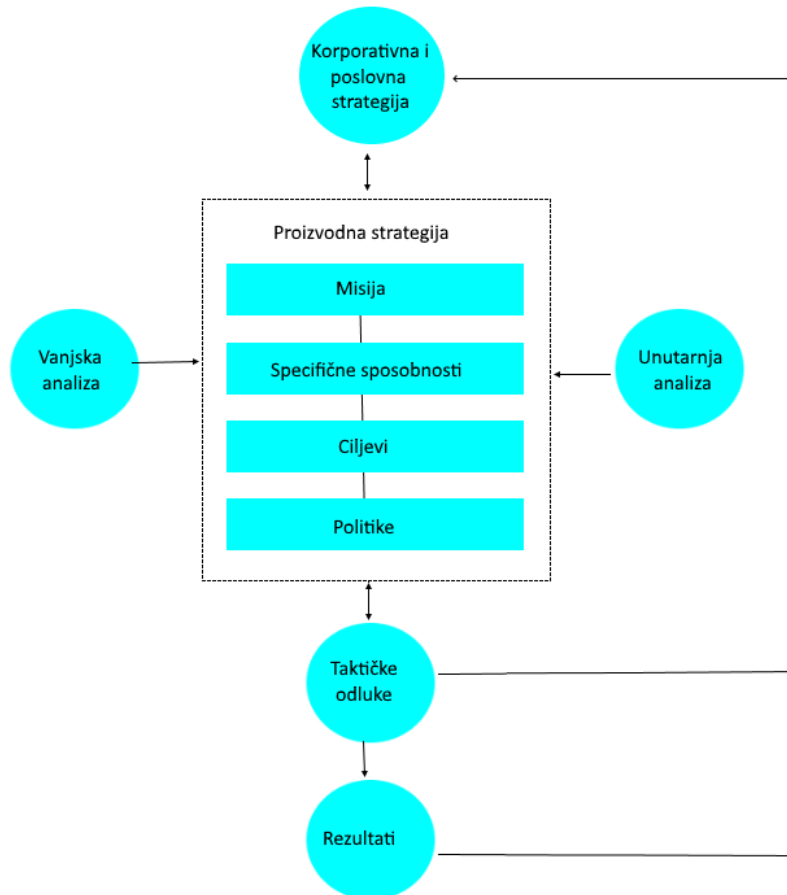 Korporativna i
poslovna
strategija
Proizvodna strategija
Misija
Vanjska
analiza
Specifične sposobnosti
Unutarnja
analiza
Ciljevi
Politike
Taktičke
odluke
Rezultati